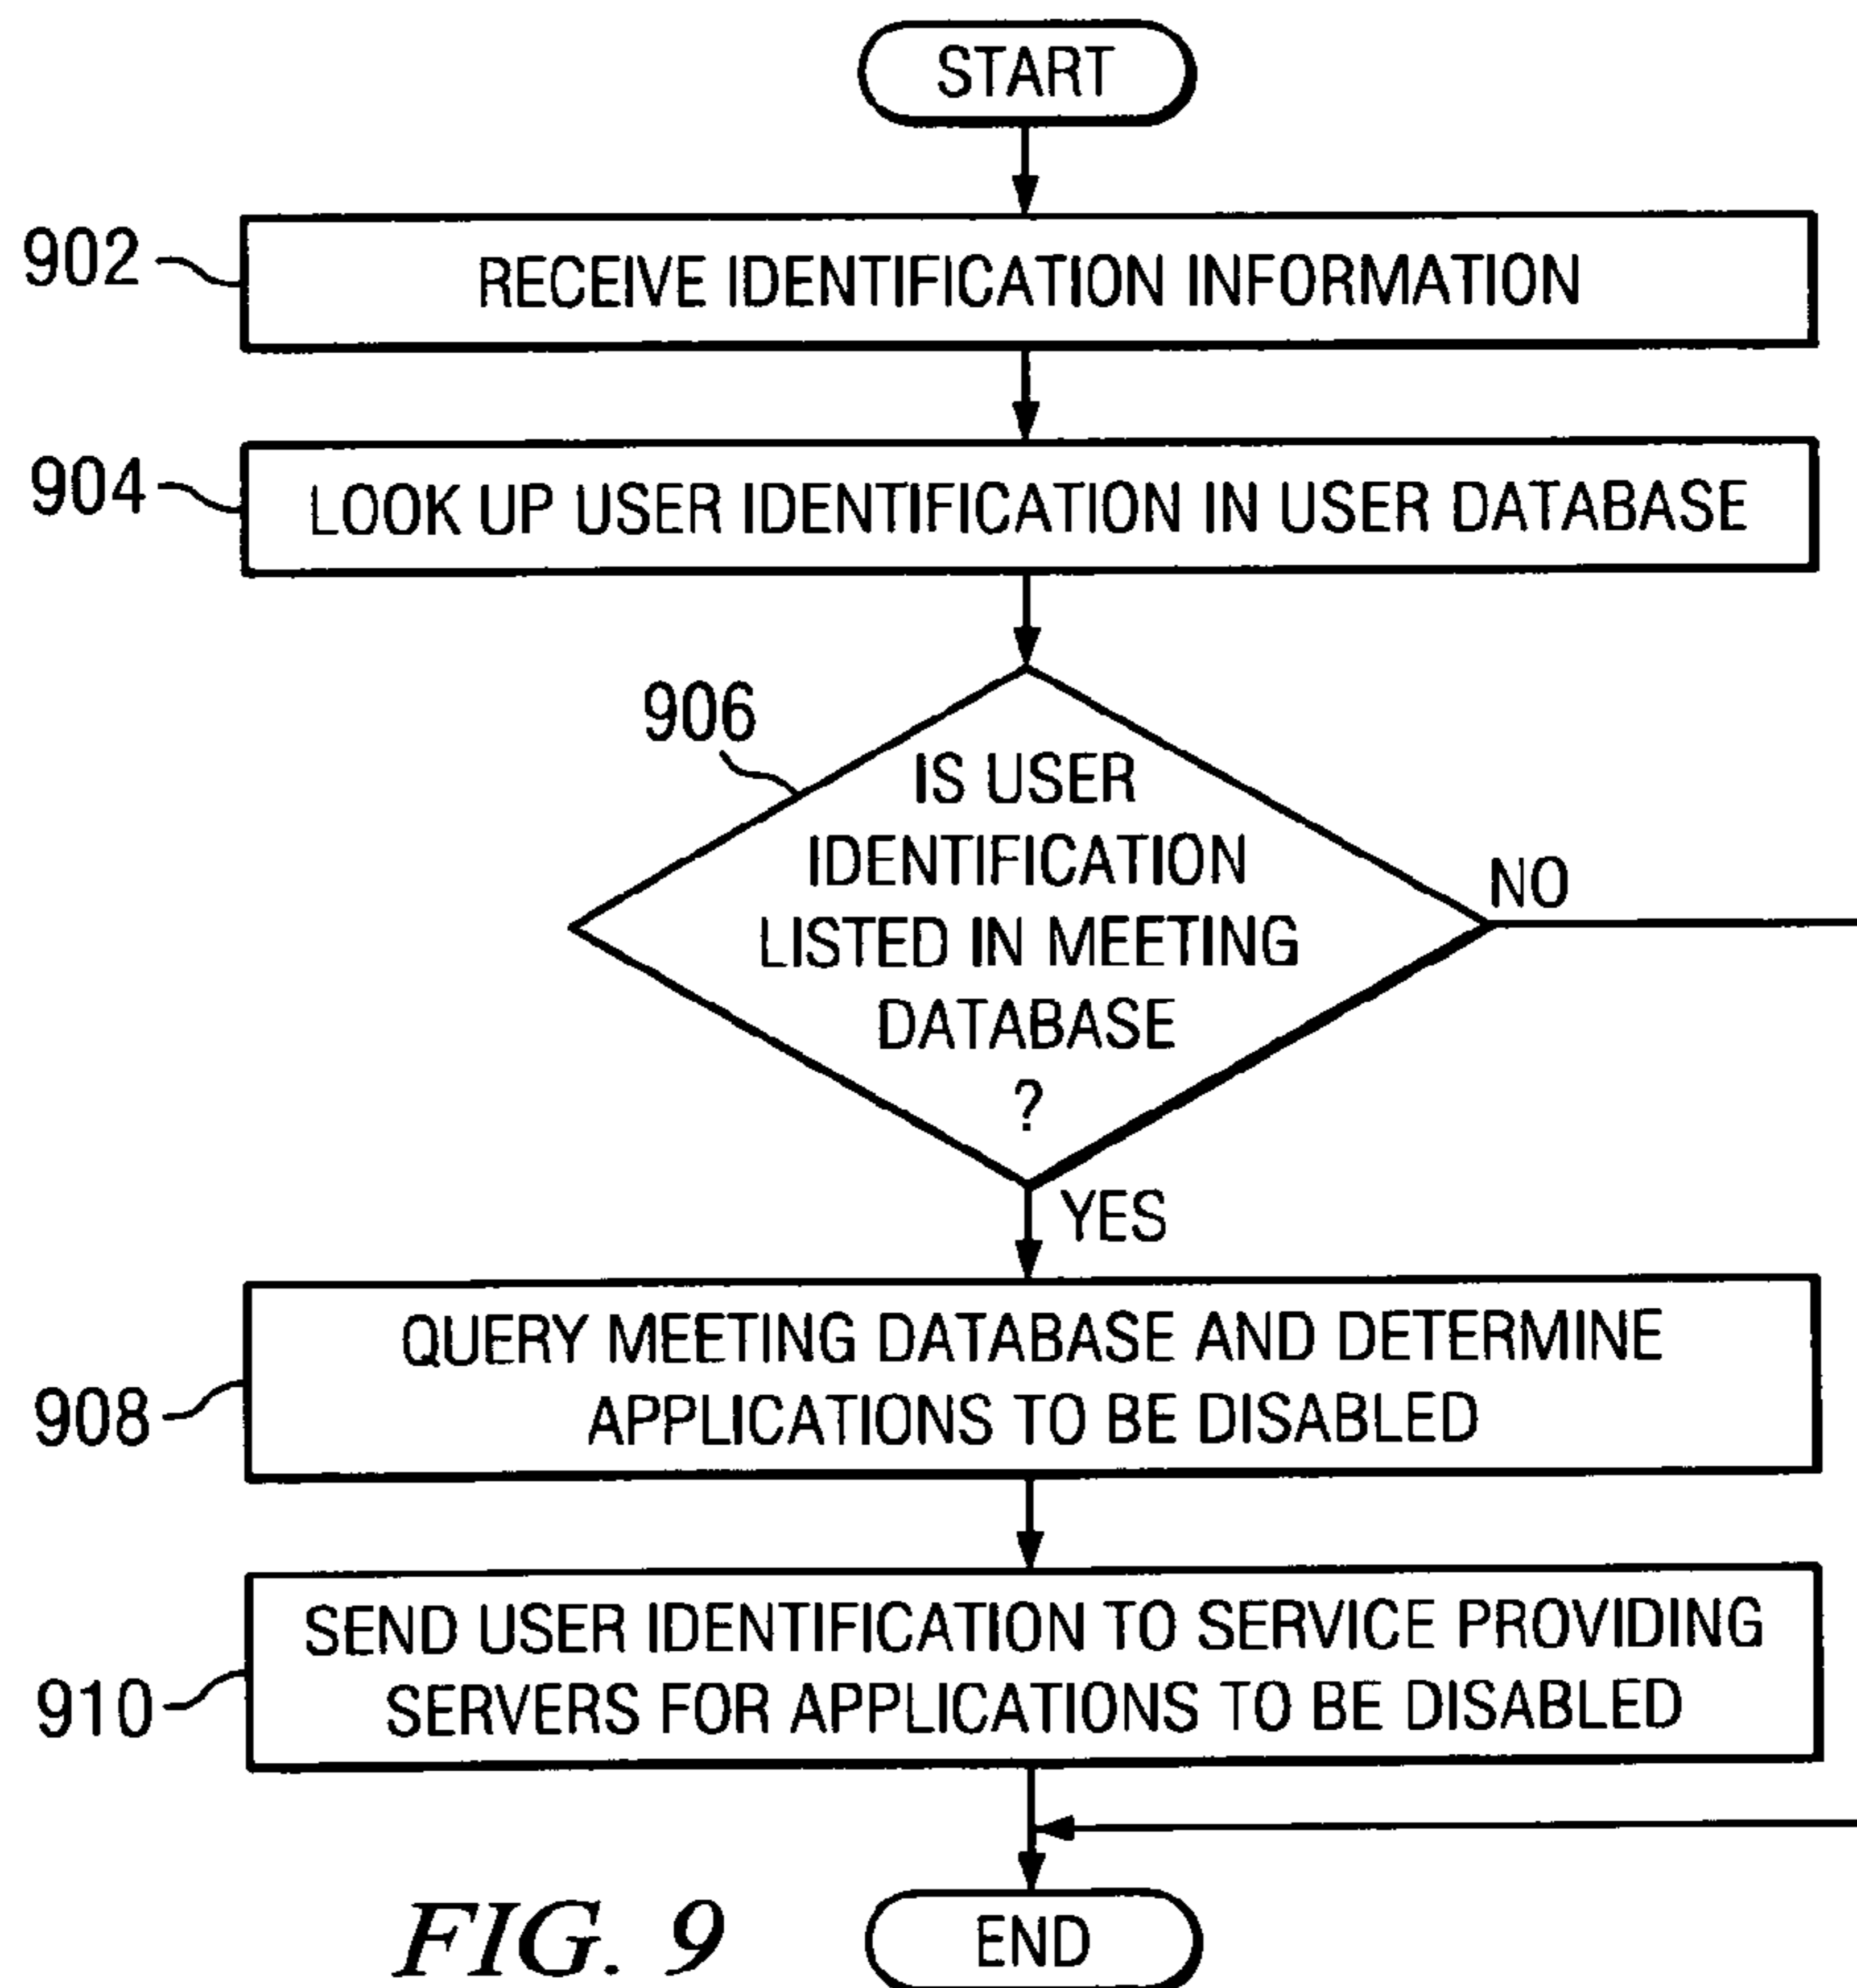 START
902
RECEIVE IDENTIFICATION INFORMATION
904
LOOK UP USER IDENTIFICATION IN USER DATABASE
906
IS USER
IDENTIFICATION
LISTED IN MEETING
DATABASE
?
NO
YES
908
QUERY MEETING DATABASE AND DETERMINE
APPLICATIONS TO BE DISABLED
910
SEND USER IDENTIFICATION TO SERVICE PROVIDING
SERVERS FOR APPLICATIONS TO BE DISABLED
FIG. 9
END